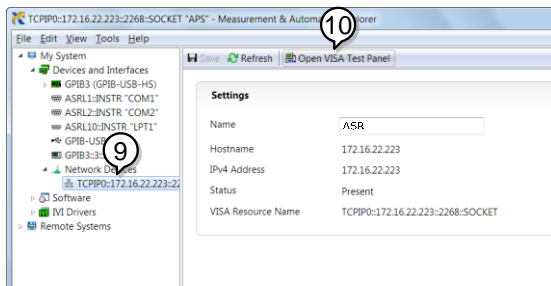 TCPIP0::172.16.22.223::2268::SOCKET "APS" - Measurement & Automation Explorer
10
File Edit View Tools Help
My System
Devices and Interfaces
GPIB3 (GPIB-USB-HS)
ASRL1::INSTR "COM1"
ASRL2::INSTR "COM2"
ASRL10::INSTR "LPT1"
GPIB-USB
GPIB3::3::
9
Network Devices
TCPIP0::172.16.22.223::22
Software
IVI Drivers
Remote Systems
Save Refresh Open VISA Test Panel
Settings
Name ASR
Hostname 172.16.22.223
IPv4 Address 172.16.22.223
Status Present
VISA Resource Name TCPIP0::172.16.22.223::2268::SOCKET